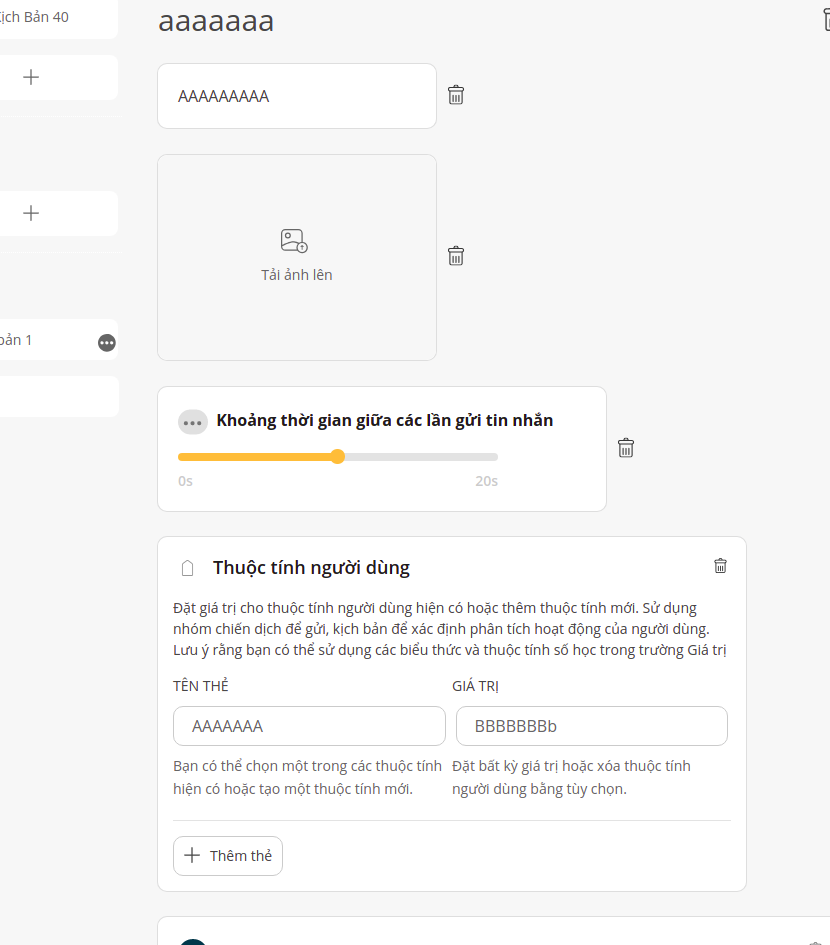 Kịch Bản 40
aaaaaaa
AAAAAAAAA
Tải ảnh lên
bản 1
Khoảng thời gian giữa các lần gửi tin nhắn
0s
20s
Thuộc tính người dùng
Đặt giá trị cho thuộc tính người dùng hiện có hoặc thêm thuộc tính mới. Sử dụng
nhóm chiến dịch để gửi, kịch bản để xác định phân tích hoạt động của người dùng.
Lưu ý rằng bạn có thể sử dụng các biểu thức và thuộc tính số học trong trường Giá trị
TÊN THẺ
GIÁ TRỊ
AAAAAAA
BBBBBBBb
Bạn có thể chọn một trong các thuộc tính
hiện có hoặc tạo một thuộc tính mới.
Đặt bất kỳ giá trị hoặc xóa thuộc tính
người dùng bằng tùy chọn.
Thêm thẻ